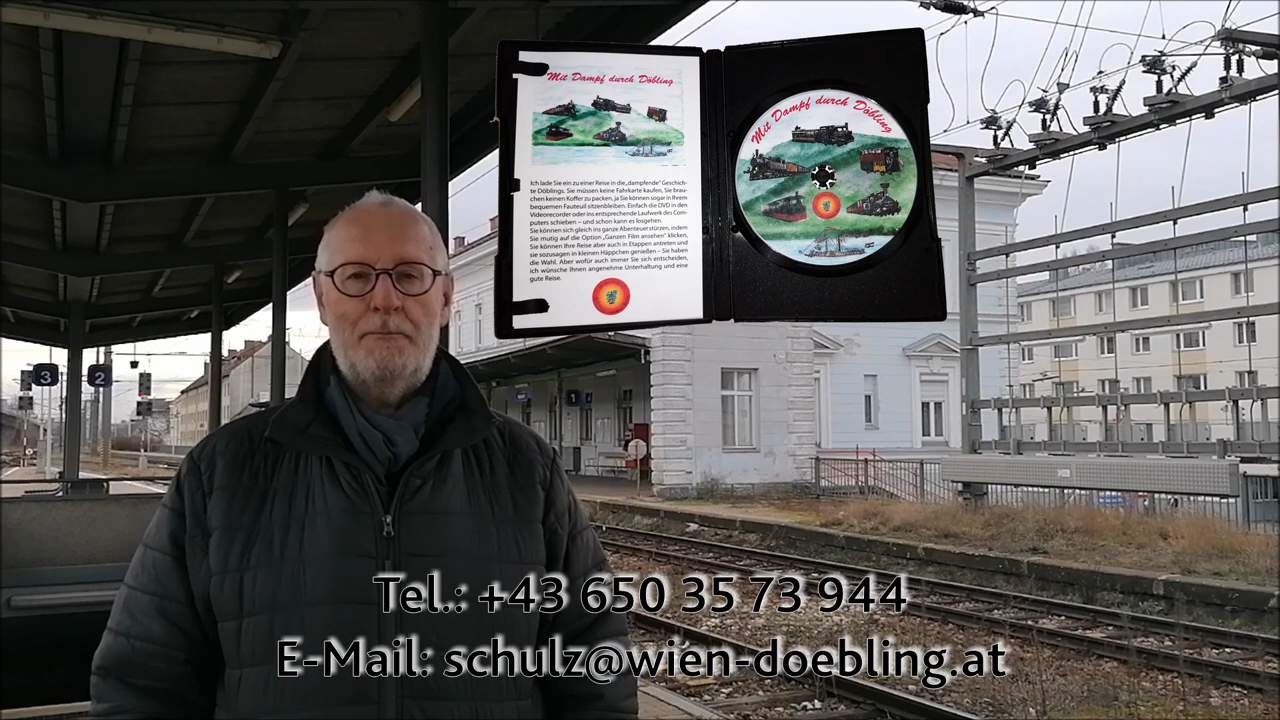 Mit Dampf durch Döbling
Ich lade Sie ein zu einer Reise in die „dampfende" Geschich-
te Döblings. Sie müssen keine Fahrkarte kaufen, Sie brau-
chen keinen Koffer zu packen, ja Sie können sogar in Ihrem
bequemen Fauteuil sitzenbleiben. Einfach die DVD in den
Videorecorder oder ins entsprechende Laufwerk des Com-
puters schieben – und schon kann es losgehen.
Sie können sich gleich ins ganze Abenteuer stürzen, indem
Sie mutig auf die Option „Ganzen Film ansehen" klicken,
Sie können Ihre Reise aber auch in Etappen antreten und
sie sozusagen in kleinen Häppchen genießen – Sie haben
die Wahl. Aber wofür auch immer Sie sich entscheiden,
ich wünsche Ihnen angenehme Unterhaltung und eine
gute Reise.
Mit Dampf durch Döbling
3
2
1
Tel.: +43 650 35 73 944
E-Mail: schulz@wien-doebling.at